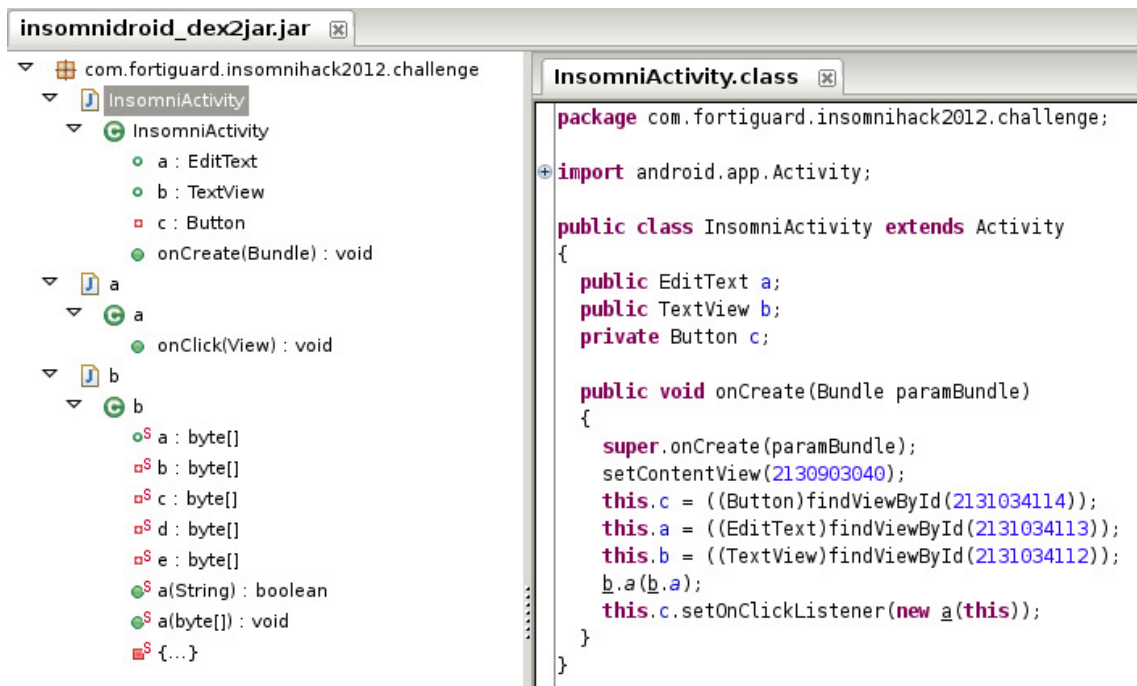 insomnidroid_dex2jar.jar
com.fortiguard.insomnihack2012.challenge
InsomniActivity
InsomniActivity
a : EditText
b : TextView
c : Button
onCreate(Bundle) : void
a
a
onClick(View) : void
b
b
a : byte[]
b : byte[]
c : byte[]
d : byte[]
e : byte[]
a(String) : boolean
a(byte[]) : void
{...}
InsomniActivity.class
package com.fortiguard.insomnihack2012.challenge;
import android.app.Activity;
public class InsomniActivity extends Activity
{
public EditText a;
public TextView b;
private Button c;
public void onCreate(Bundle paramBundle)
{
super.onCreate(paramBundle);
setContentView(2130903040);
this.c = ((Button)findViewById(2131034114));
this.a = ((EditText)findViewById(2131034113));
this.b = ((TextView)findViewById(2131034112));
b.a(b.a);
this.c.setOnClickListener(new a(this));
}
}